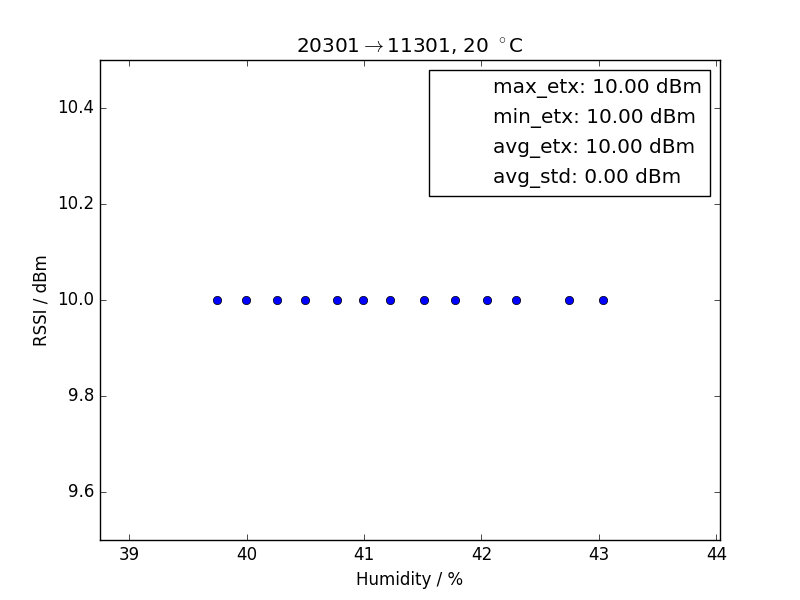 20301→11301, 20 °C
max_etx: 10.00 dBm
min_etx: 10.00 dBm
avg_etx: 10.00 dBm
avg_std: 0.00 dBm
RSSI / dBm
10.4
10.2
10.0
9.8
9.6
39 40 41 42 43 44
Humidity / %